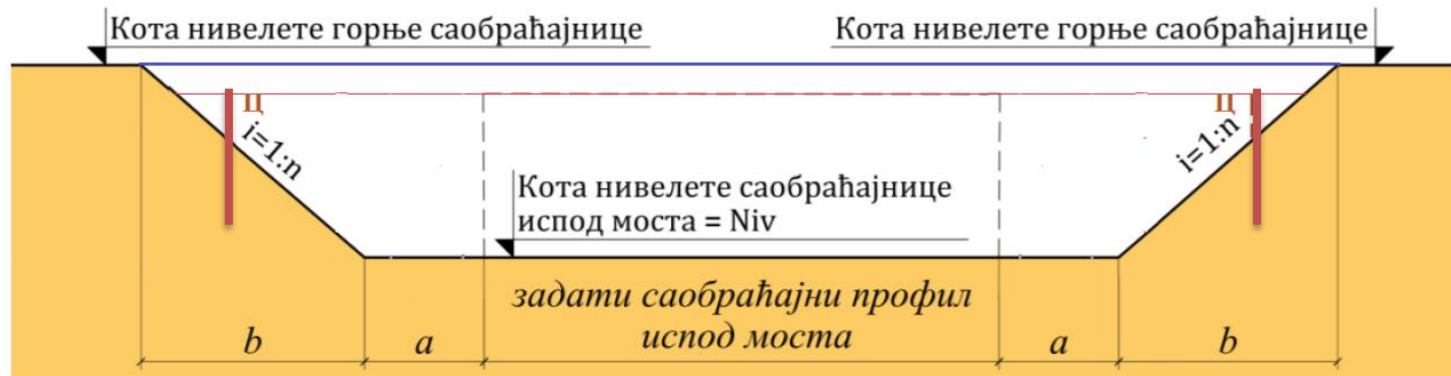 Кота нивелете горње саобраћајнице
Кота нивелете горње саобраћајнице
Ц
Ц
i=1:n
i=1:n
Кота нивелете саобраћајнице
испод моста = Niv
задати саобраћајни профил
испод моста
b
a
a
b